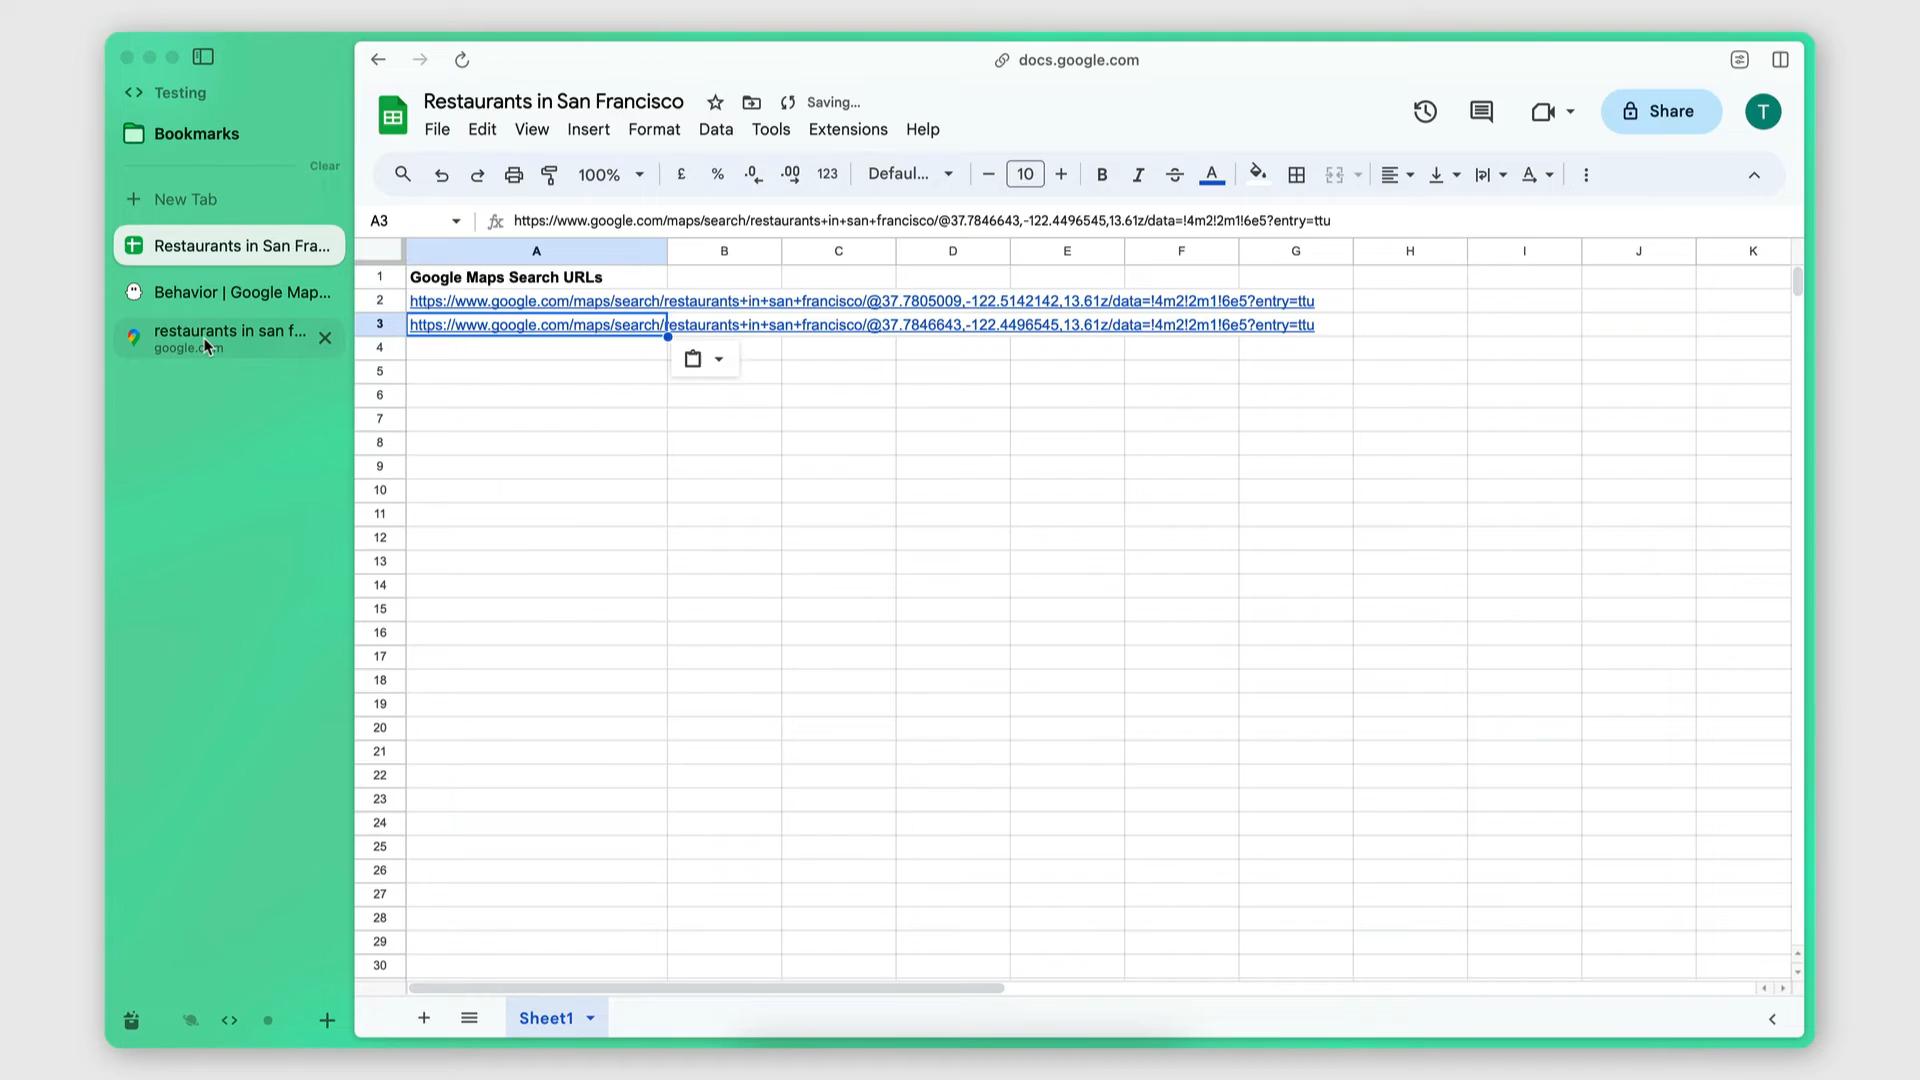 Testing
Bookmarks
Clear
New Tab
Restaurants in San Fra...
Behavior | Google Map...
restaurants in san f...
docs.google.com
Restaurants in San Francisco
Saving...
File Edit View Insert Format Data Tools Extensions Help
Share
T
100% £ % .0 .00 123 Defaul... 10 B I S A A
A3 fx https://www.google.com/maps/search/restaurants+in+san+francisco/@37.7846643,-122.4496545,13.61z/data=!4m2!2m1!6e5?entry=ttu
A B C D E F G H I J K
1 Google Maps Search URLs
2 https://www.google.com/maps/search/restaurants+in+san+francisco/@37.7805009,-122.5142142,13.61z/data=!4m2!2m1!6e5?entry=ttu
3 https://www.google.com/maps/search/restaurants+in+san+francisco/@37.7846643,-122.4496545,13.61z/data=!4m2!2m1!6e5?entry=ttu
4
5
6
7
8
9
10
11
12
13
14
15
16
17
18
19
20
21
22
23
24
25
26
27
28
29
30
Sheet1